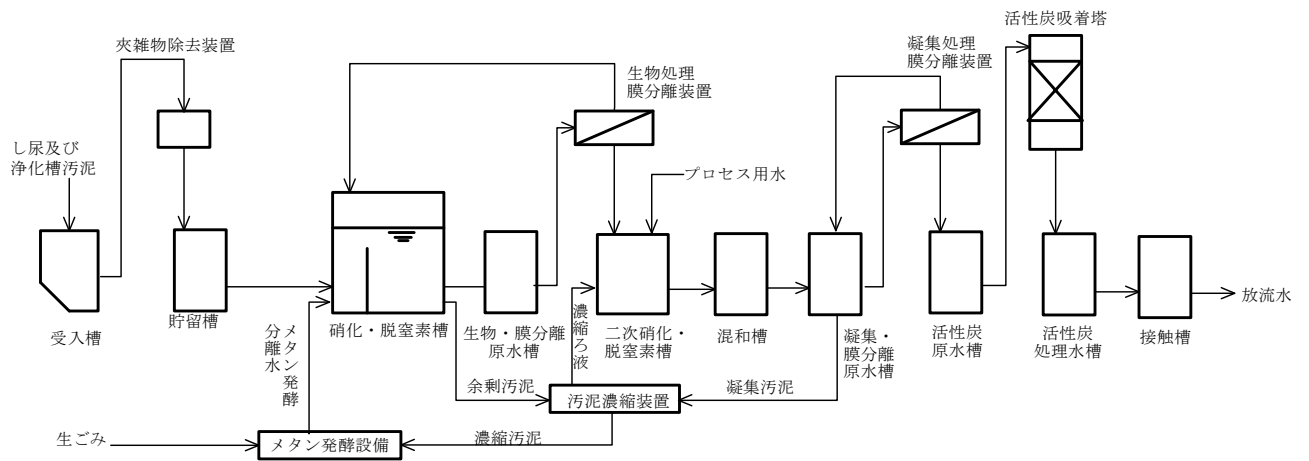 活性炭吸着塔
夾雑物除去装置
凝集処理
膜分離装置
生物処理
膜分離装置
し尿及び
浄化槽汚泥
プロセス用水
受入槽
貯留槽
硝化・脱窒素槽
生物・膜分離
原水槽
二次硝化・
脱窒素槽
混和槽
凝集・
膜分離
原水槽
活性炭
原水槽
活性炭
処理水槽
接触槽
放流水
メタン発酵
分離水
濃縮ろ液
余剰汚泥
汚泥濃縮装置
凝集汚泥
生ごみ
メタン発酵設備
濃縮汚泥